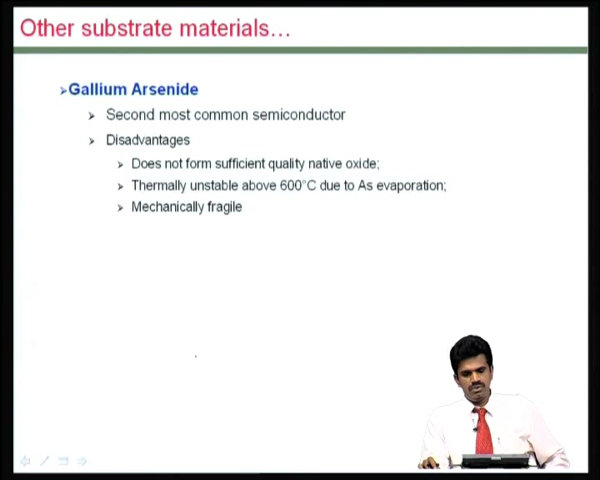 Other substrate materials…
Gallium Arsenide
Second most common semiconductor
Disadvantages
Does not form sufficient quality native oxide;
Thermally unstable above 600°C due to As evaporation;
Mechanically fragile